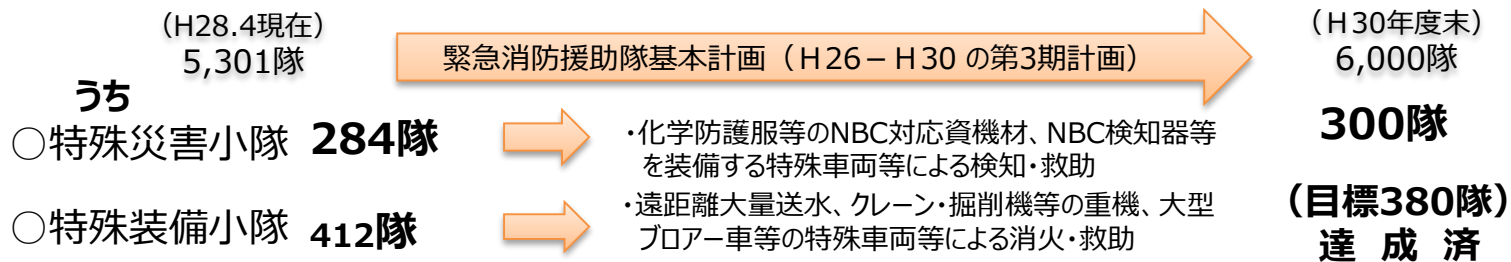 （H28.4現在）
5,301隊
緊急消防援助隊基本計画（H26－H30 の第3期計画）
（H30年度末）
6,000隊
うち
○特殊災害小隊 284隊
・化学防護服等のNBC対応資機材、NBC検知器等
を装備する特殊車両等による検知・救助
300隊
○特殊装備小隊 412隊
・遠距離大量送水、クレーン・掘削機等の重機、大型
ブロアー車等の特殊車両等による消火・救助
（目標380隊）
達 成 済